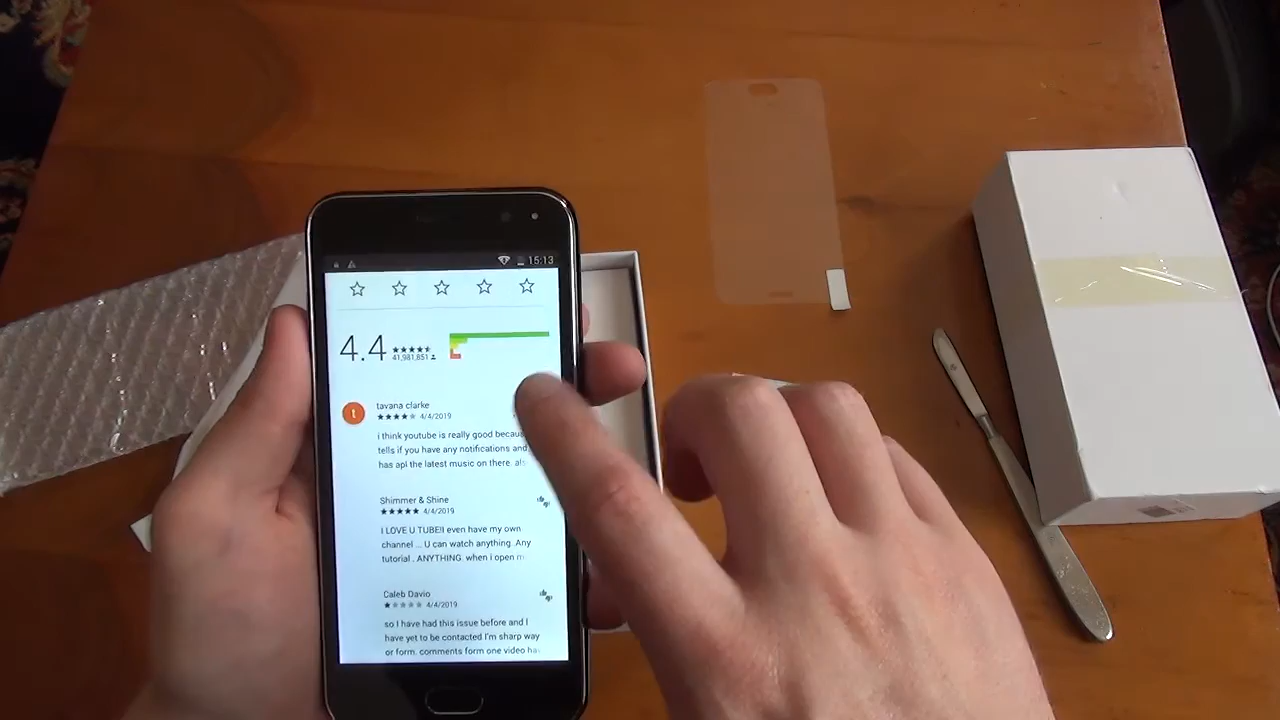 15:13
4.4
41,981,851
t
tavana clarke
4/4/2019
i think youtube is really good becau
tells if you have any notifications and
has apl the latest music on there. als
Shimmer & Shine
4/4/2019
I LOVE U TUBE!I even have my own
channel ... U can watch anything. Any
tutorial . ANYTHING. when i open m
Caleb Davio
4/4/2019
so I have had this issue before and I
have yet to be contacted I'm sharp way
or form. comments form one video ha